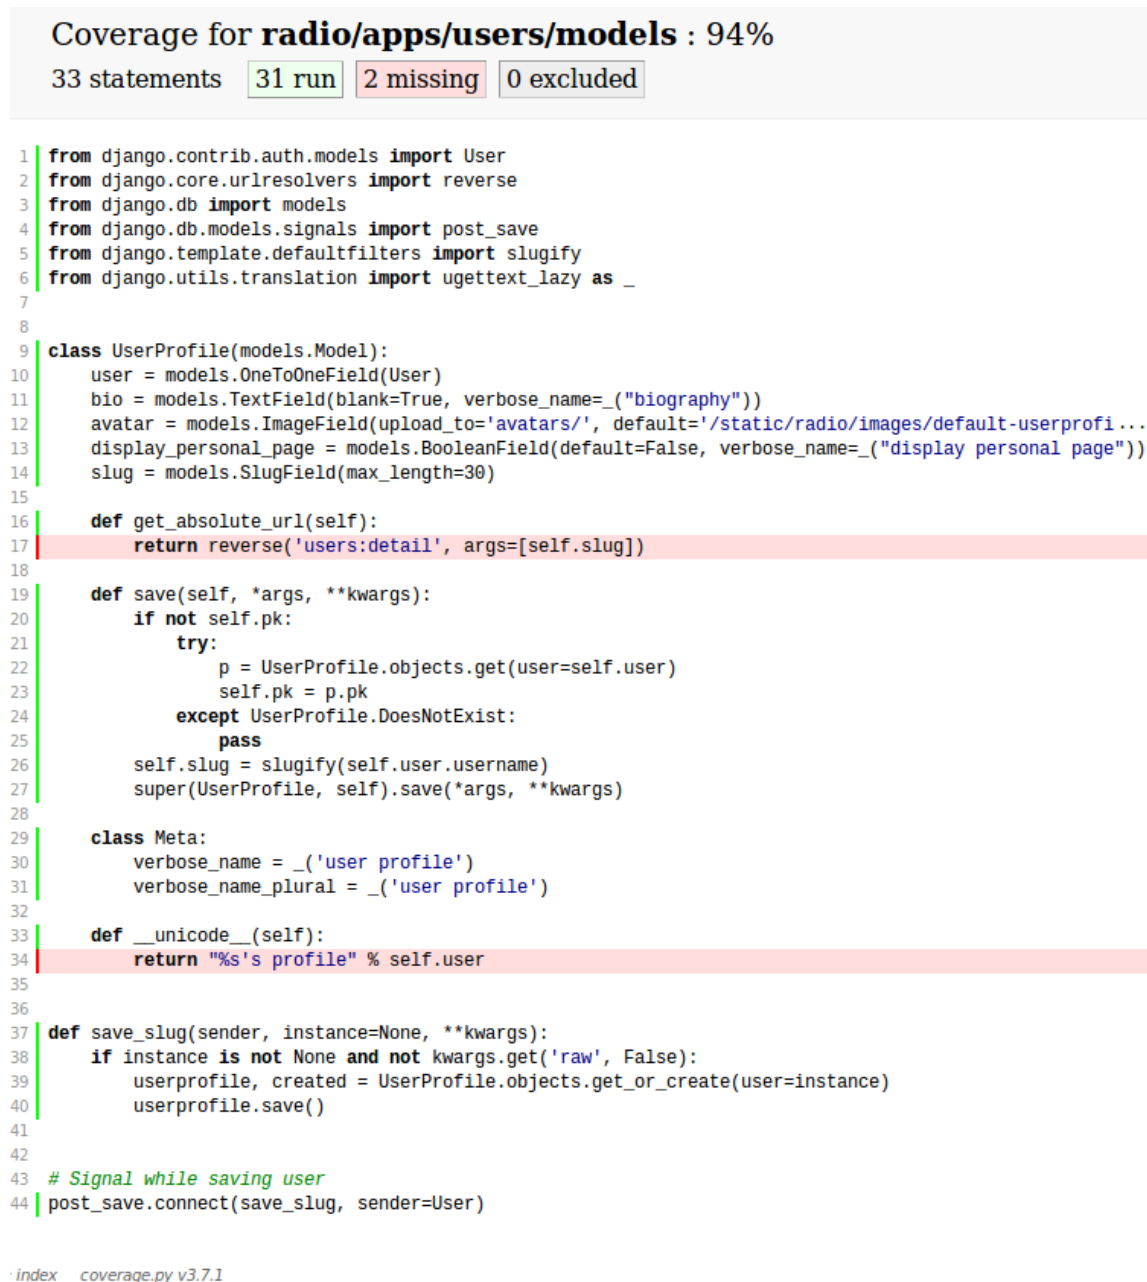 Coverage for radio/apps/users/models : 94%
33 statements 31 run 2 missing 0 excluded
1 from django.contrib.auth.models import User
2 from django.core.urlresolvers import reverse
3 from django.db import models
4 from django.db.models.signals import post_save
5 from django.template.defaultfilters import slugify
6 from django.utils.translation import ugettext_lazy as _
7
8
9 class UserProfile(models.Model):
10     user = models.OneToOneField(User)
11     bio = models.TextField(blank=True, verbose_name=_("biography"))
12     avatar = models.ImageField(upload_to='avatars/', default='/static/radio/images/default-userprofi...
13     display_personal_page = models.BooleanField(default=False, verbose_name=_("display personal page"))
14     slug = models.SlugField(max_length=30)
15
16     def get_absolute_url(self):
17         return reverse('users:detail', args=[self.slug])
18
19     def save(self, *args, **kwargs):
20         if not self.pk:
21             try:
22                 p = UserProfile.objects.get(user=self.user)
23                 self.pk = p.pk
24             except UserProfile.DoesNotExist:
25                 pass
26         self.slug = slugify(self.user.username)
27         super(UserProfile, self).save(*args, **kwargs)
28
29     class Meta:
30         verbose_name = _('user profile')
31         verbose_name_plural = _('user profile')
32
33     def __unicode__(self):
34         return "%s's profile" % self.user
35
36
37 def save_slug(sender, instance=None, **kwargs):
38     if instance is not None and not kwargs.get('raw', False):
39         userprofile, created = UserProfile.objects.get_or_create(user=instance)
40         userprofile.save()
41
42
43 # Signal while saving user
44 post_save.connect(save_slug, sender=User)
index coverage.py v3.7.1